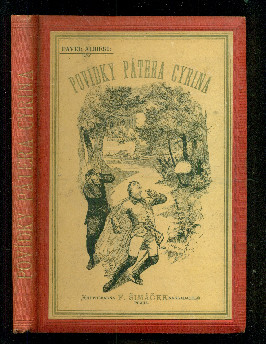 PAVEL ALBIERI:
POVÍDKY PÁTERA CYRINA
F. ŠIMÁČKA
POVÍDKY PÁTERA CYRINA